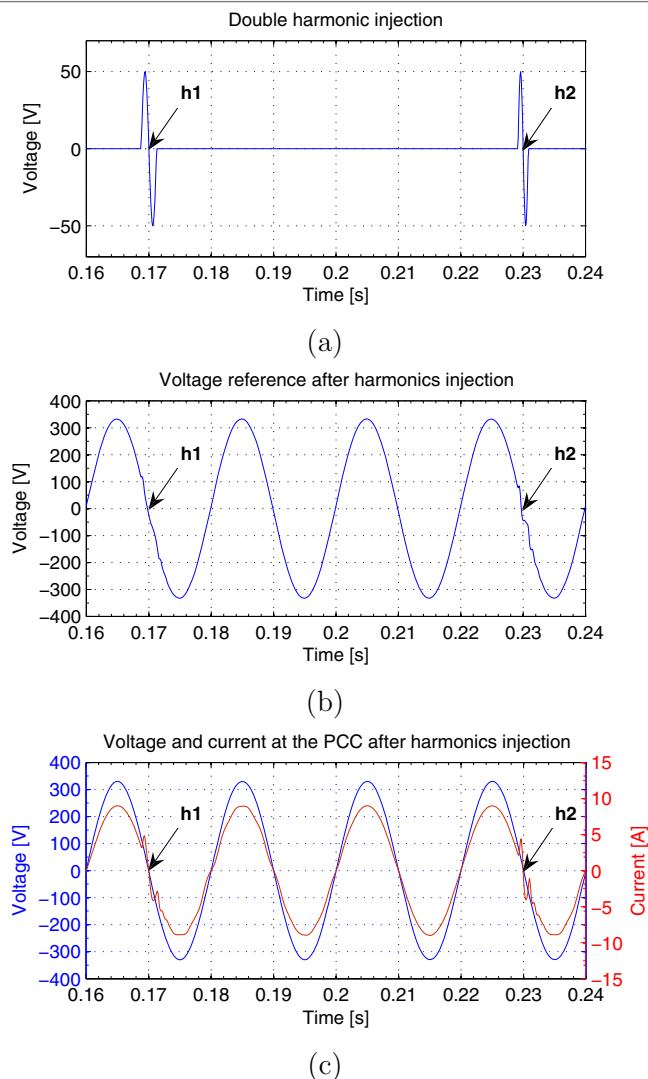 Double harmonic injection
Voltage [V]
50
0
−50
h1
h2
0.16 0.17 0.18 0.19 0.2 0.21 0.22 0.23 0.24
Time [s]
(a)
Voltage reference after harmonics injection
Voltage [V]
400
300
200
100
0
−100
−200
−300
−400
h1
h2
0.16 0.17 0.18 0.19 0.2 0.21 0.22 0.23 0.24
Time [s]
(b)
Voltage and current at the PCC after harmonics injection
Voltage [V]
400
300
200
100
0
−100
−200
−300
−400
h1
h2
15
10
5
0
−5
−10
−15
Current [A]
0.16 0.17 0.18 0.19 0.2 0.21 0.22 0.23 0.24
Time [s]
(c)